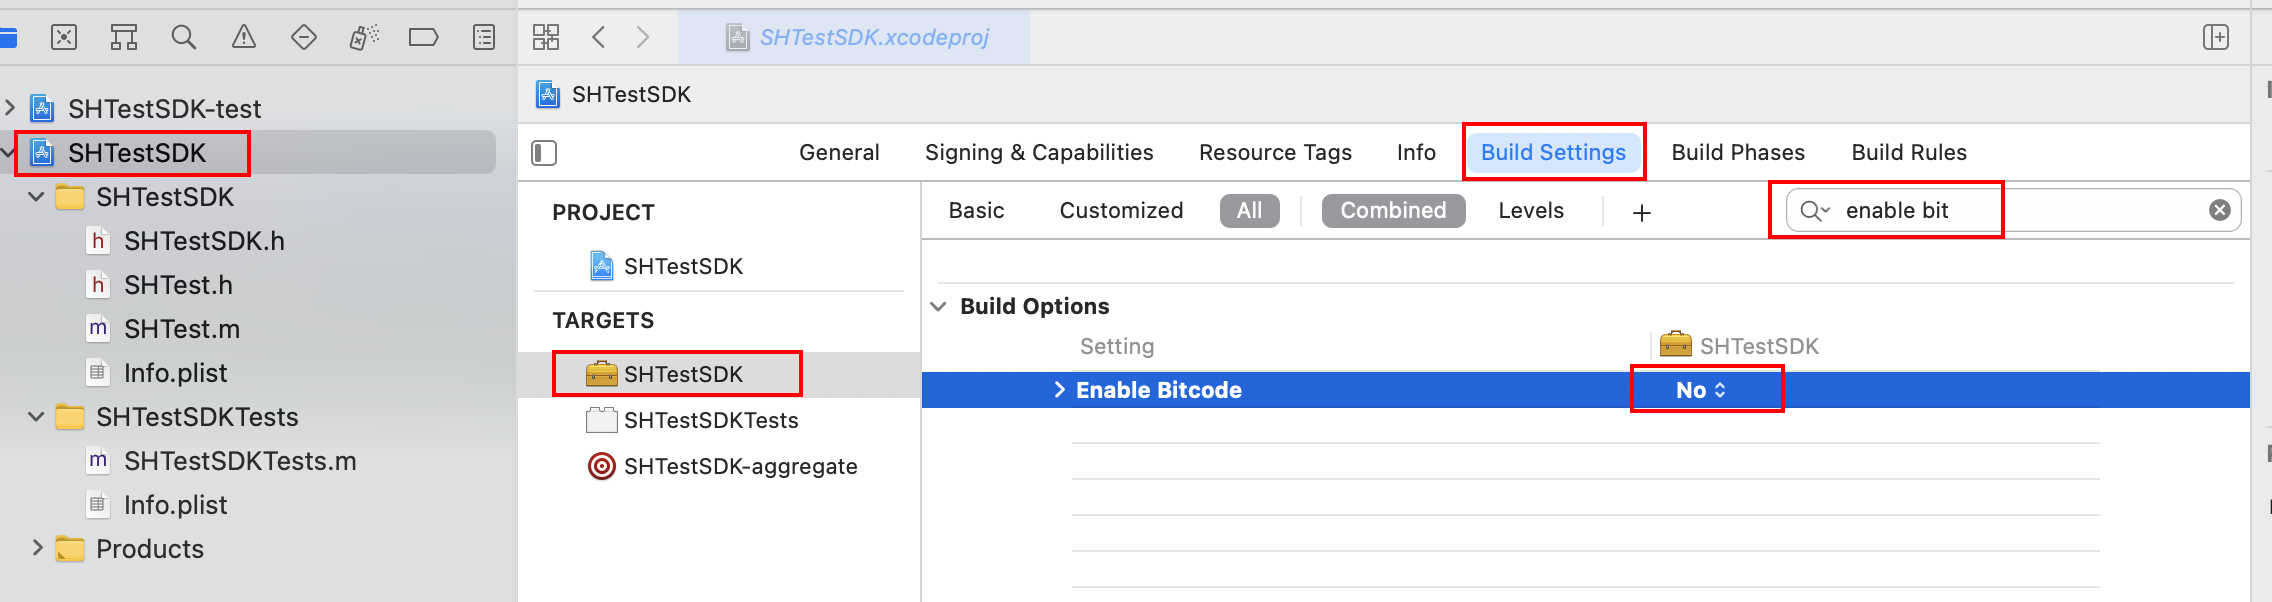 SHTestSDK.xcodeproj
SHTestSDK-test
SHTestSDK
SHTestSDK
h SHTestSDK.h
h SHTest.h
m SHTest.m
Info.plist
SHTestSDKTests
m SHTestSDKTests.m
Info.plist
Products
SHTestSDK
General Signing & Capabilities Resource Tags Info Build Settings Build Phases Build Rules
PROJECT
SHTestSDK
TARGETS
SHTestSDK
SHTestSDKTests
SHTestSDK-aggregate
Basic Customized All Combined Levels + enable bit
Build Options
Setting SHTestSDK
Enable Bitcode No